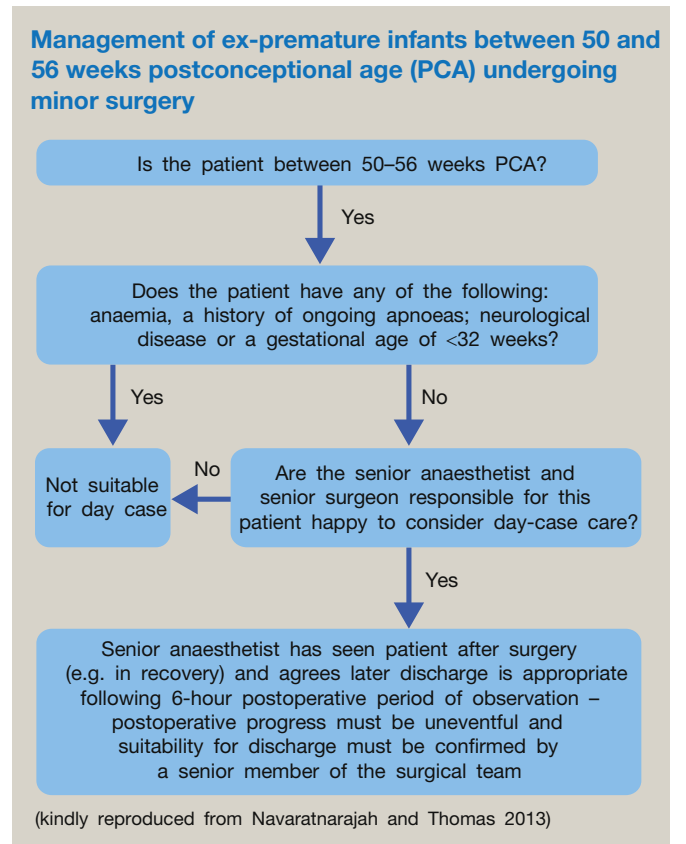 Management of ex-premature infants between 50 and
56 weeks postconceptional age (PCA) undergoing
minor surgery
Is the patient between 50–56 weeks PCA?
Yes
Does the patient have any of the following:
anaemia, a history of ongoing apnoeas; neurological
disease or a gestational age of <32 weeks?
Yes
No
Not suitable
for day case
No
Are the senior anaesthetist and
senior surgeon responsible for this
patient happy to consider day-case care?
Yes
Senior anaesthetist has seen patient after surgery
(e.g. in recovery) and agrees later discharge is appropriate
following 6-hour postoperative period of observation –
postoperative progress must be uneventful and
suitability for discharge must be confirmed by
a senior member of the surgical team
(kindly reproduced from Navaratnarajah and Thomas 2013)